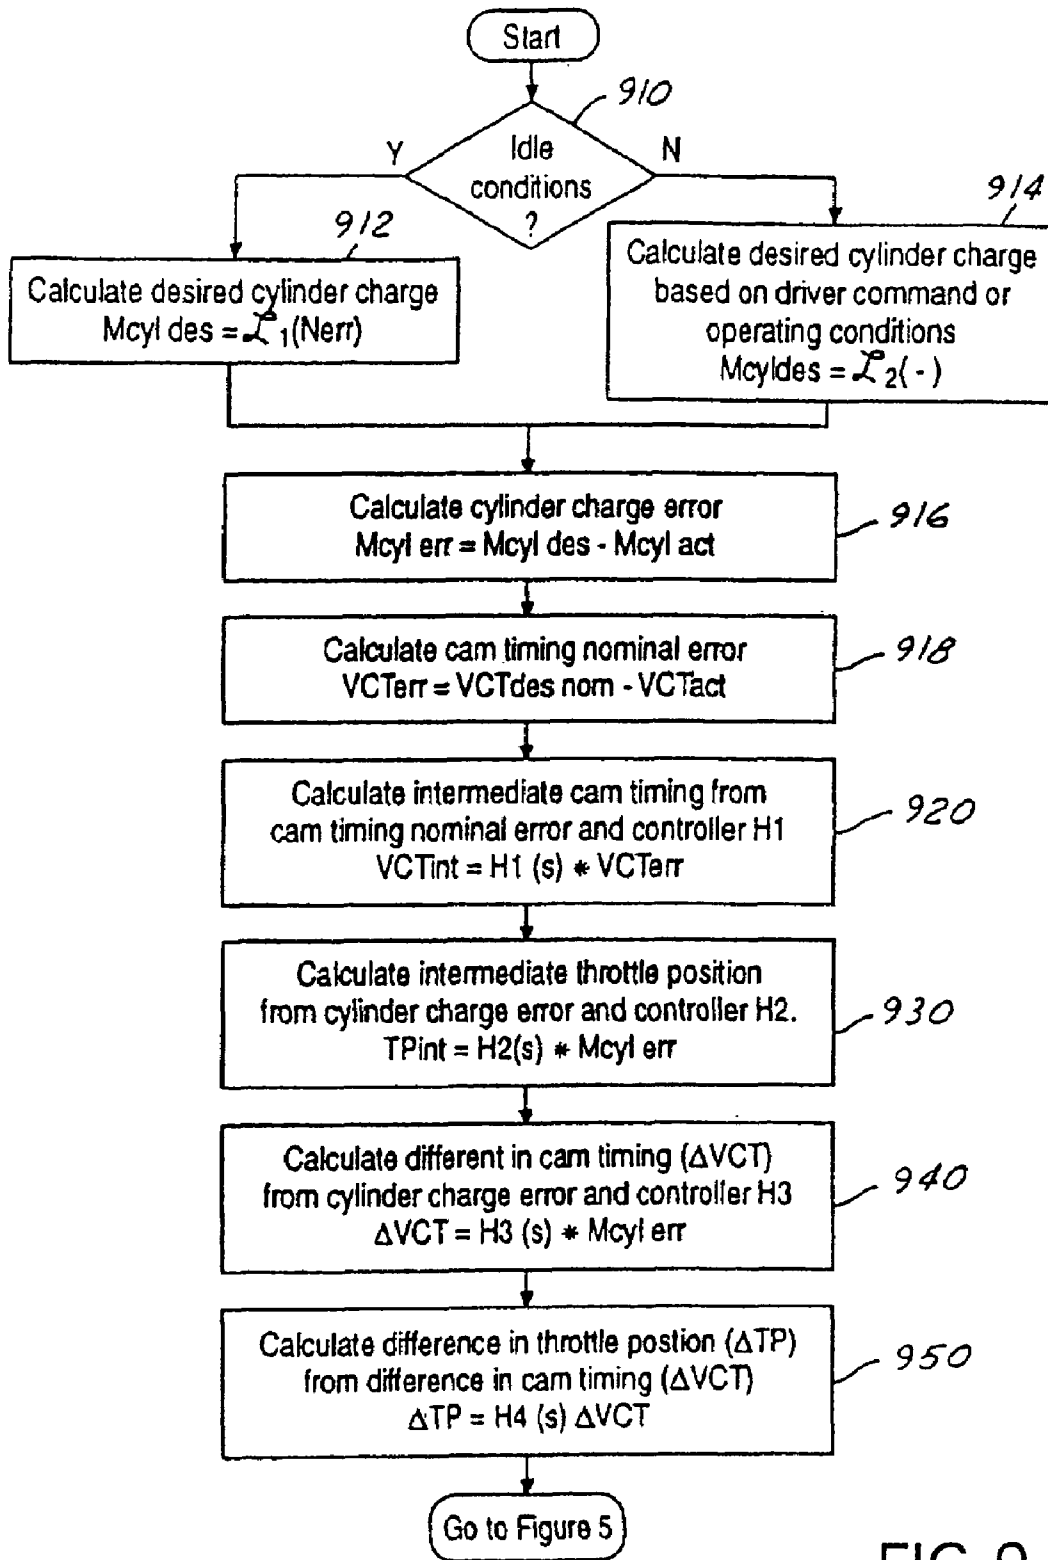 Start
910
Idle
conditions
?
Y
N
912
Calculate desired cylinder charge
Mcyl des = ℒ1(Nerr)
914
Calculate desired cylinder charge
based on driver command or
operating conditions
Mcyldes = ℒ2(-)
Calculate cylinder charge error
Mcyl err = Mcyl des - Mcyl act
916
Calculate cam timing nominal error
VCTerr = VCTdes nom - VCTact
918
Calculate intermediate cam timing from
cam timing nominal error and controller H1
VCTint = H1 (s) * VCTerr
920
Calculate intermediate throttle position
from cylinder charge error and controller H2.
TPint = H2(s) * Mcyl err
930
Calculate different in cam timing (ΔVCT)
from cylinder charge error and controller H3
ΔVCT = H3 (s) * Mcyl err
940
Calculate difference in throttle postion (ΔTP)
from difference in cam timing (ΔVCT)
ΔTP = H4 (s) ΔVCT
950
Go to Figure 5
FIG. 9